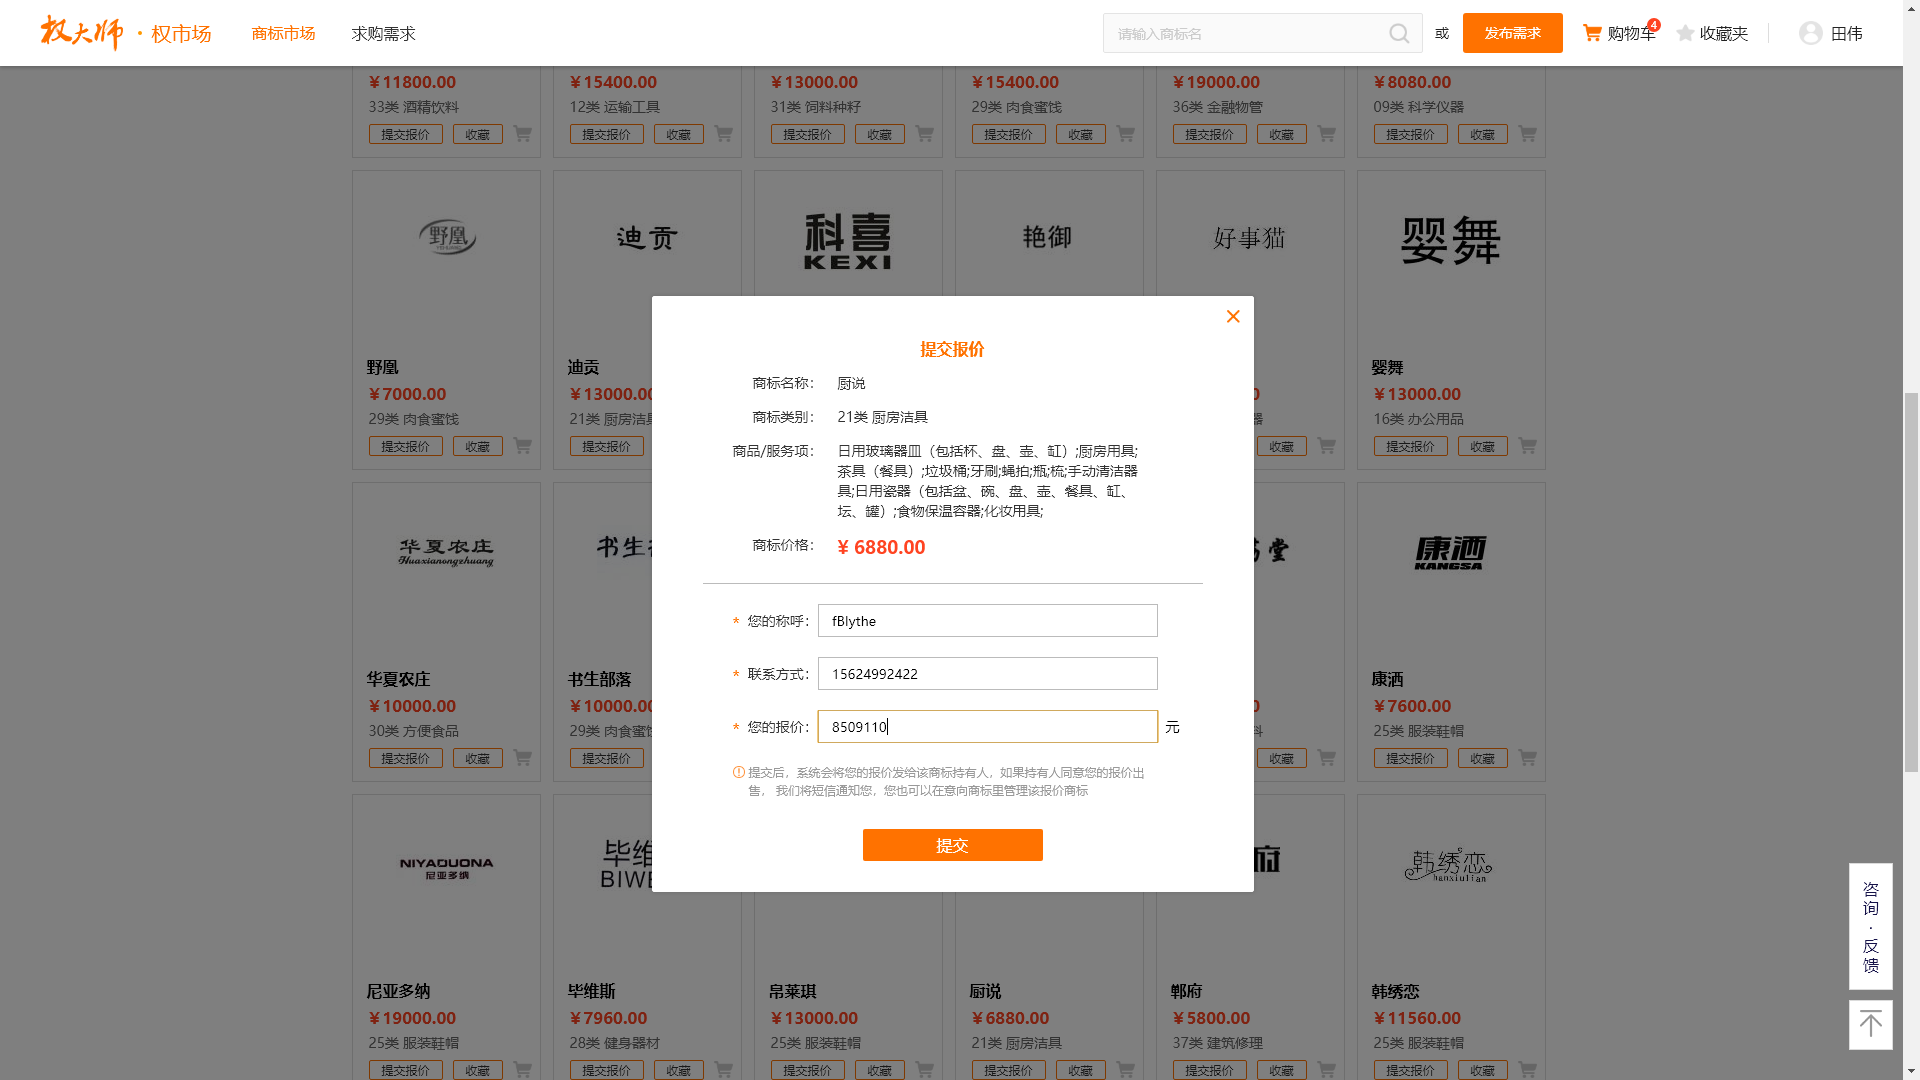 权大师 · 权市场
商标市场
求购需求
请输入商标名
或
发布需求
购物车
4
收藏夹
田伟
¥11800.00
¥15400.00
¥13000.00
¥15400.00
¥19000.00
¥8080.00
33类 酒精饮料
12类 运输工具
31类 饲料种籽
29类 肉食蜜饯
36类 金融物管
09类 科学仪器
提交报价 收藏
提交报价 收藏
提交报价 收藏
提交报价 收藏
提交报价 收藏
提交报价 收藏
野凰
迪贡
科喜
KEXI
艳御
好事猫
婴舞
野凰
迪贡
婴舞
¥7000.00
¥13000.00
¥13000.00
29类 肉食蜜饯
21类 厨房洁具
16类 办公用品
提交报价 收藏
提交报价
收藏
提交报价 收藏
提交报价
商标名称： 厨说
商标类别： 21类 厨房洁具
商品/服务项： 日用玻璃器皿（包括杯、盘、壶、缸）;厨房用具;
茶具（餐具）;垃圾桶;牙刷;蝇拍;瓶;梳;手动清洁器
具;日用瓷器（包括盆、碗、盘、壶、餐具、缸、
坛、罐）;食物保温容器;化妆用具;
商标价格： ¥ 6880.00
* 您的称呼： fBlythe
* 联系方式： 15624992422
* 您的报价： 8509110 元
提交后，系统会将您的报价发给该商标持有人，如果持有人同意您的报价出
售， 我们将短信通知您，您也可以在意向商标里管理该报价商标
提交
华夏农庄
Huaxianongzhuang
书生
堂
康洒
KANGSA
华夏农庄
书生部落
康洒
¥10000.00
¥10000.00
¥7600.00
30类 方便食品
29类 肉食蜜饯
25类 服装鞋帽
提交报价 收藏
提交报价
收藏
提交报价 收藏
NIYADUONA
尼亚多纳
毕维
BIWE
府
韩绣恋
hanxiulian
尼亚多纳
毕维斯
帛莱琪
厨说
郸府
韩绣恋
¥19000.00
¥7960.00
¥13000.00
¥6880.00
¥5800.00
¥11560.00
25类 服装鞋帽
28类 健身器材
25类 服装鞋帽
21类 厨房洁具
37类 建筑修理
25类 服装鞋帽
提交报价 收藏
提交报价 收藏
提交报价 收藏
提交报价 收藏
提交报价 收藏
提交报价 收藏
咨询·反馈